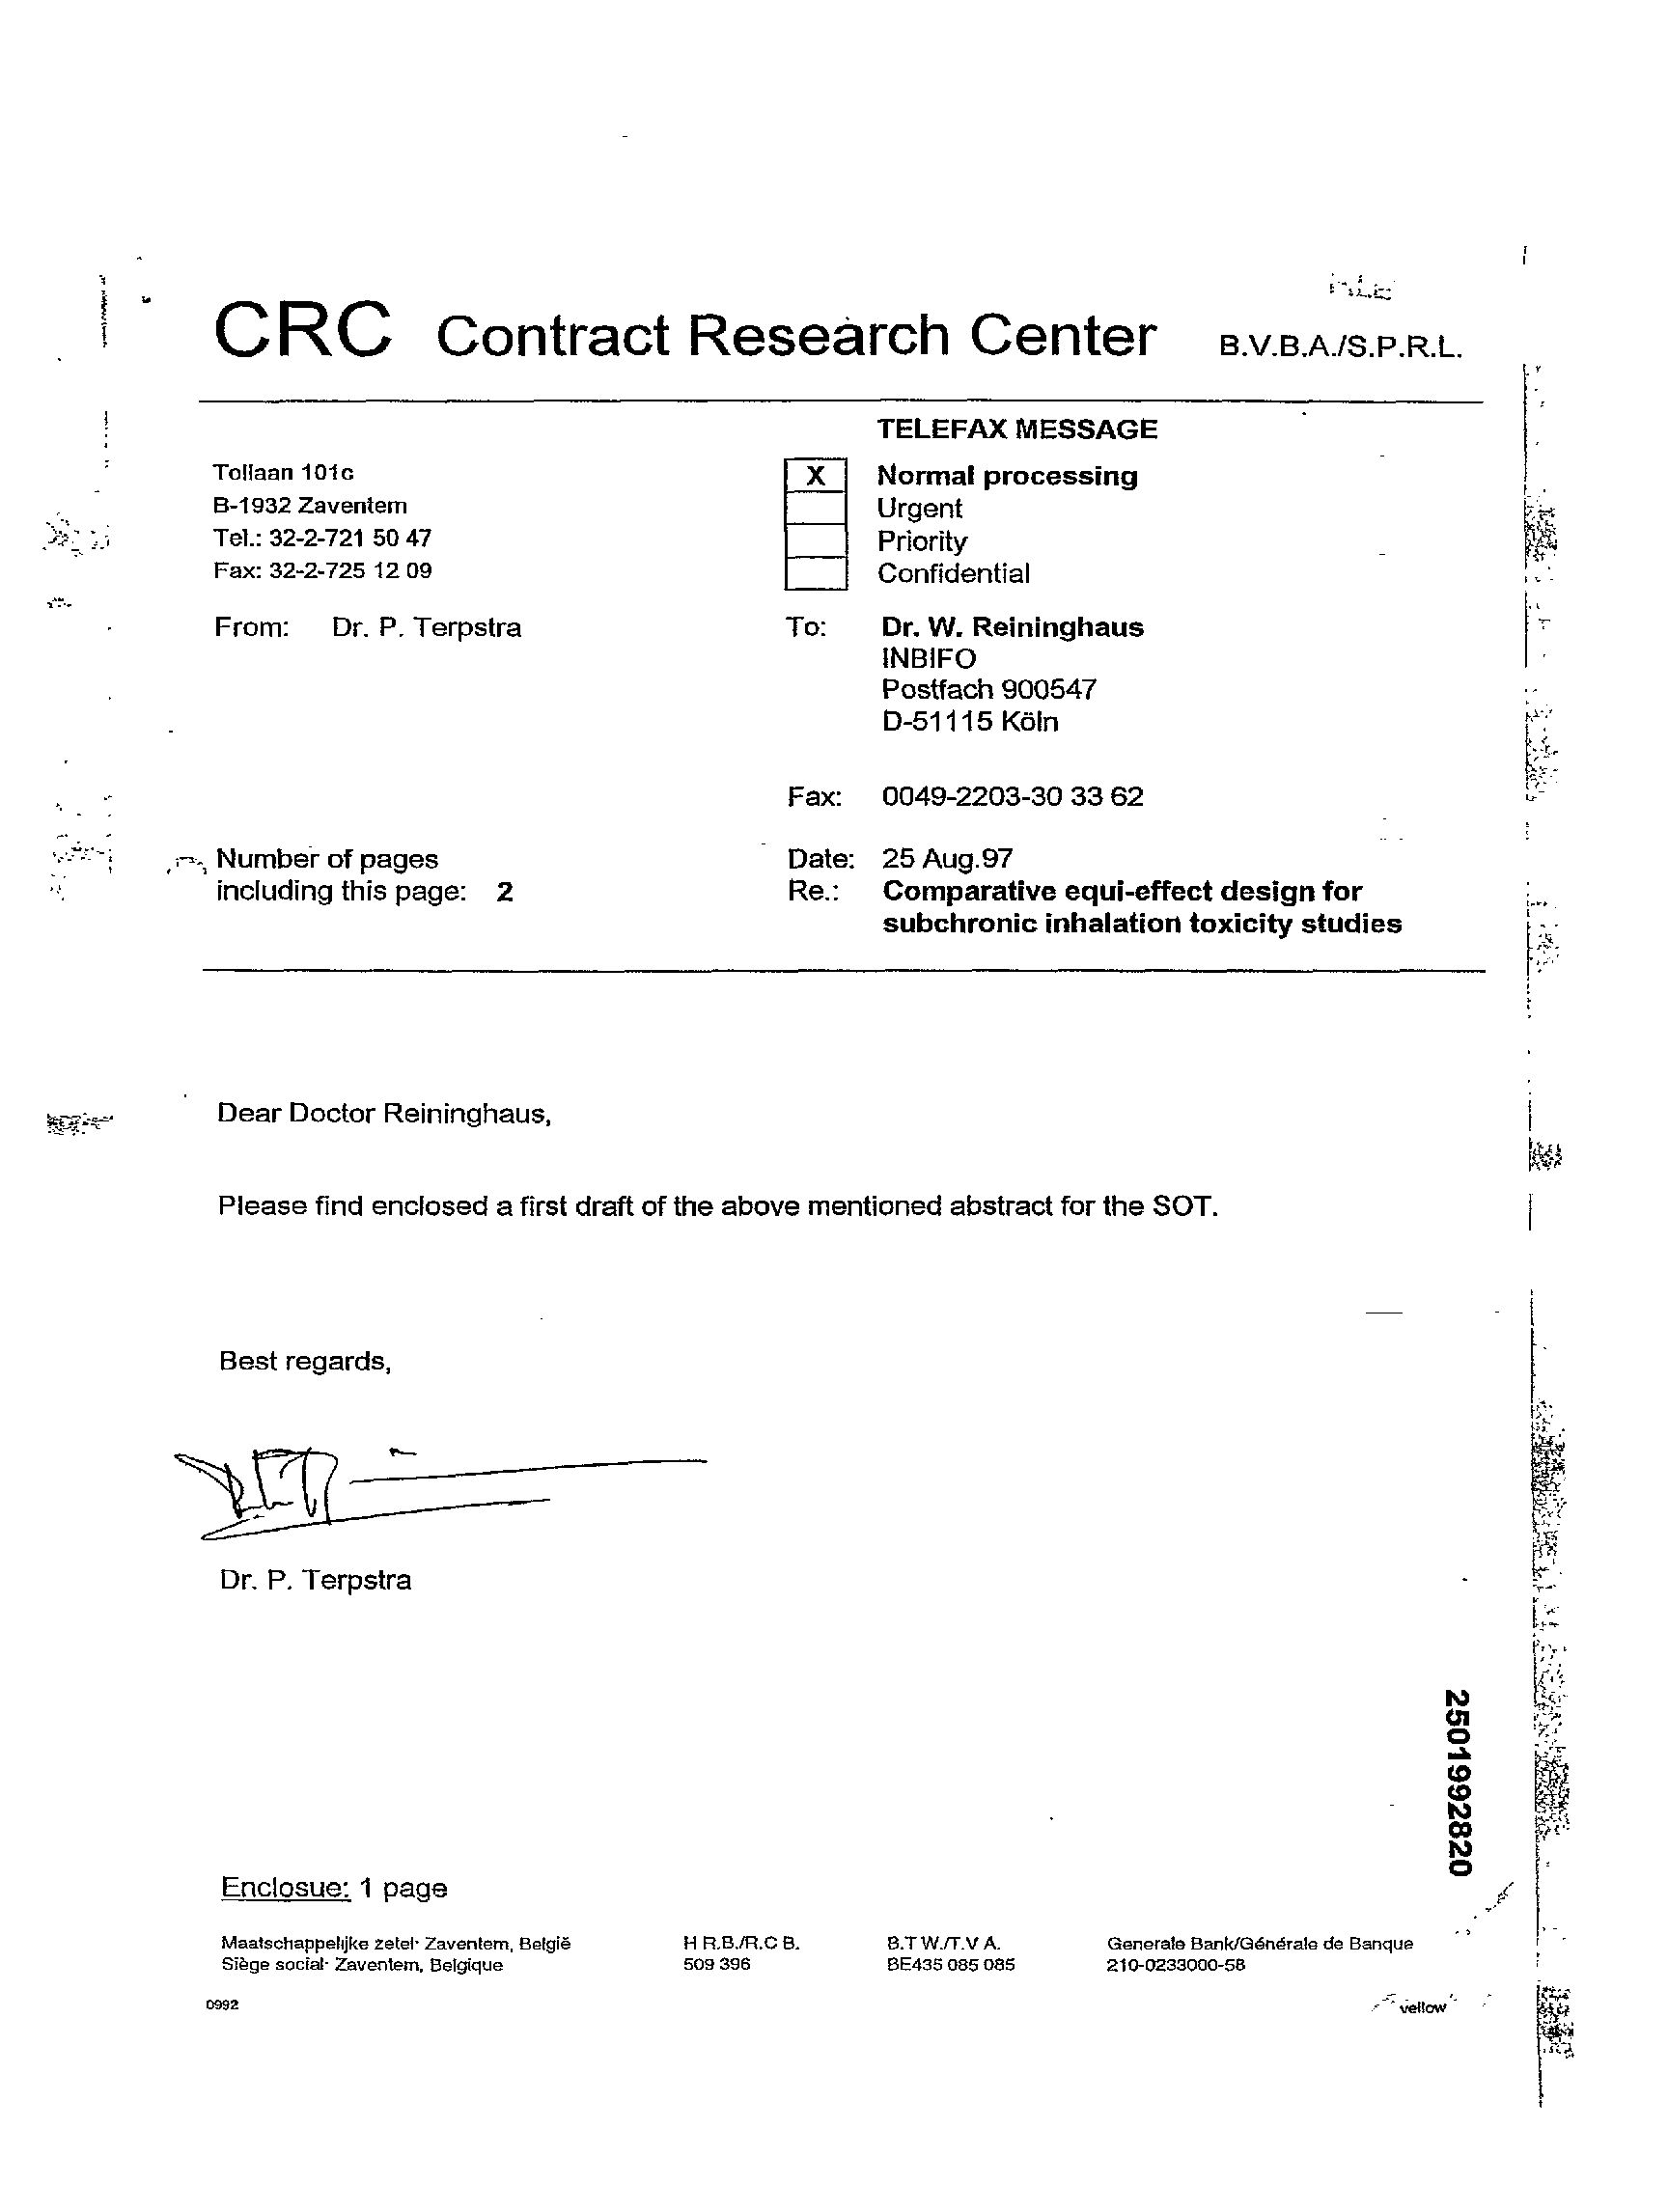 CRC Contract Research Center B.V.B.A./S.P.R.L.
TELEFAX MESSAGE
Tollaan 101c
B-1932 Zaventem
Tel.: 32-2-721 50 47
Fax: 32-2-725 12 09
X Normal processing
Urgent
Priority
Confidential
From: Dr. P. Terpstra
To: Dr. W. Reininghaus
INBIFO
Postfach 900547
D-51115 Köln
Fax: 0049-2203-30 33 62
Number of pages
including this page: 2
Date: 25 Aug.97
Re.: Comparative equi-effect design for
subchronic inhalation toxicity studies
Dear Doctor Reininghaus,
Please find enclosed a first draft of the above mentioned abstract for the SOT.
Best regards,
Dr. P. Terpstra
2501992820
Enclosue: 1 page
Maatschappelijke zetel: Zaventem, België
Siège social: Zaventem, Belgique
H R.B./R.C B.
509 396
B.T W./T.V A.
BE435 085 085
Generale Bank/Générale de Banque
210-0233000-58
0992
vellow